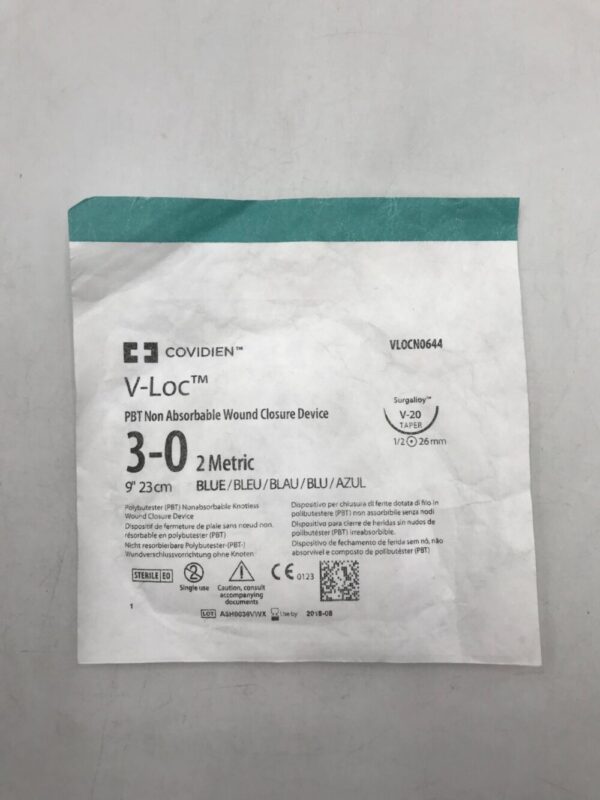 COVIDIEN™
VLOCN0644
V-Loc™
PBT Non Absorbable Wound Closure Device
Surgalloy™
V-20
TAPER
1/2 26 mm
3-0 2 Metric
9" 23 cm BLUE/BLEU/BLAU/BLU/AZUL
Polybutester (PBT) Nonabsorbable Knotless
Wound Closure Device
Dispositif de fermeture de plaie sans nœud non
résorbable en polybutester (PBT)
Nicht resorbierbare Polybutester-(PBT-)
Wundverschlussvorrichtung ohne Knoten
Dispositivo per chiusura di ferite dotata di filo in
polibutestere (PBT) non assorbibile senza nodi
Dispositivo para cierre de heridas sin nudos de
polibutéster (PBT) irreabsorbible.
Dispositivo de fechamento de ferida sem nó, não
absorvível e composto de polibutéster (PBT)
STERILE EO
2
Single use
Caution, consult
accompanying
documents
CE 0123
1
LOT
Use by 2018-08